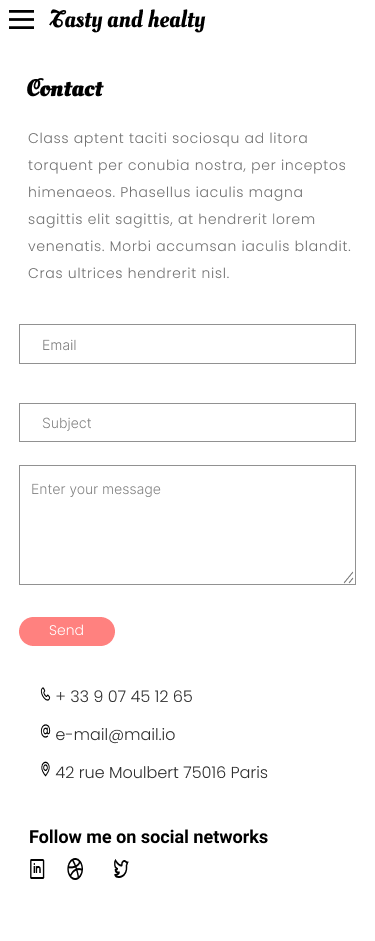 Tasty and healty
Contact
Class aptent taciti sociosqu ad litora
torquent per conubia nostra, per inceptos
himenaeos. Phasellus iaculis magna
sagittis elit sagittis, at hendrerit lorem
venenatis. Morbi accumsan iaculis blandit.
Cras ultrices hendrerit nisl.
Email
Subject
Enter your message
Send
+ 33 9 07 45 12 65
e-mail@mail.io
42 rue Moulbert 75016 Paris
Follow me on social networks